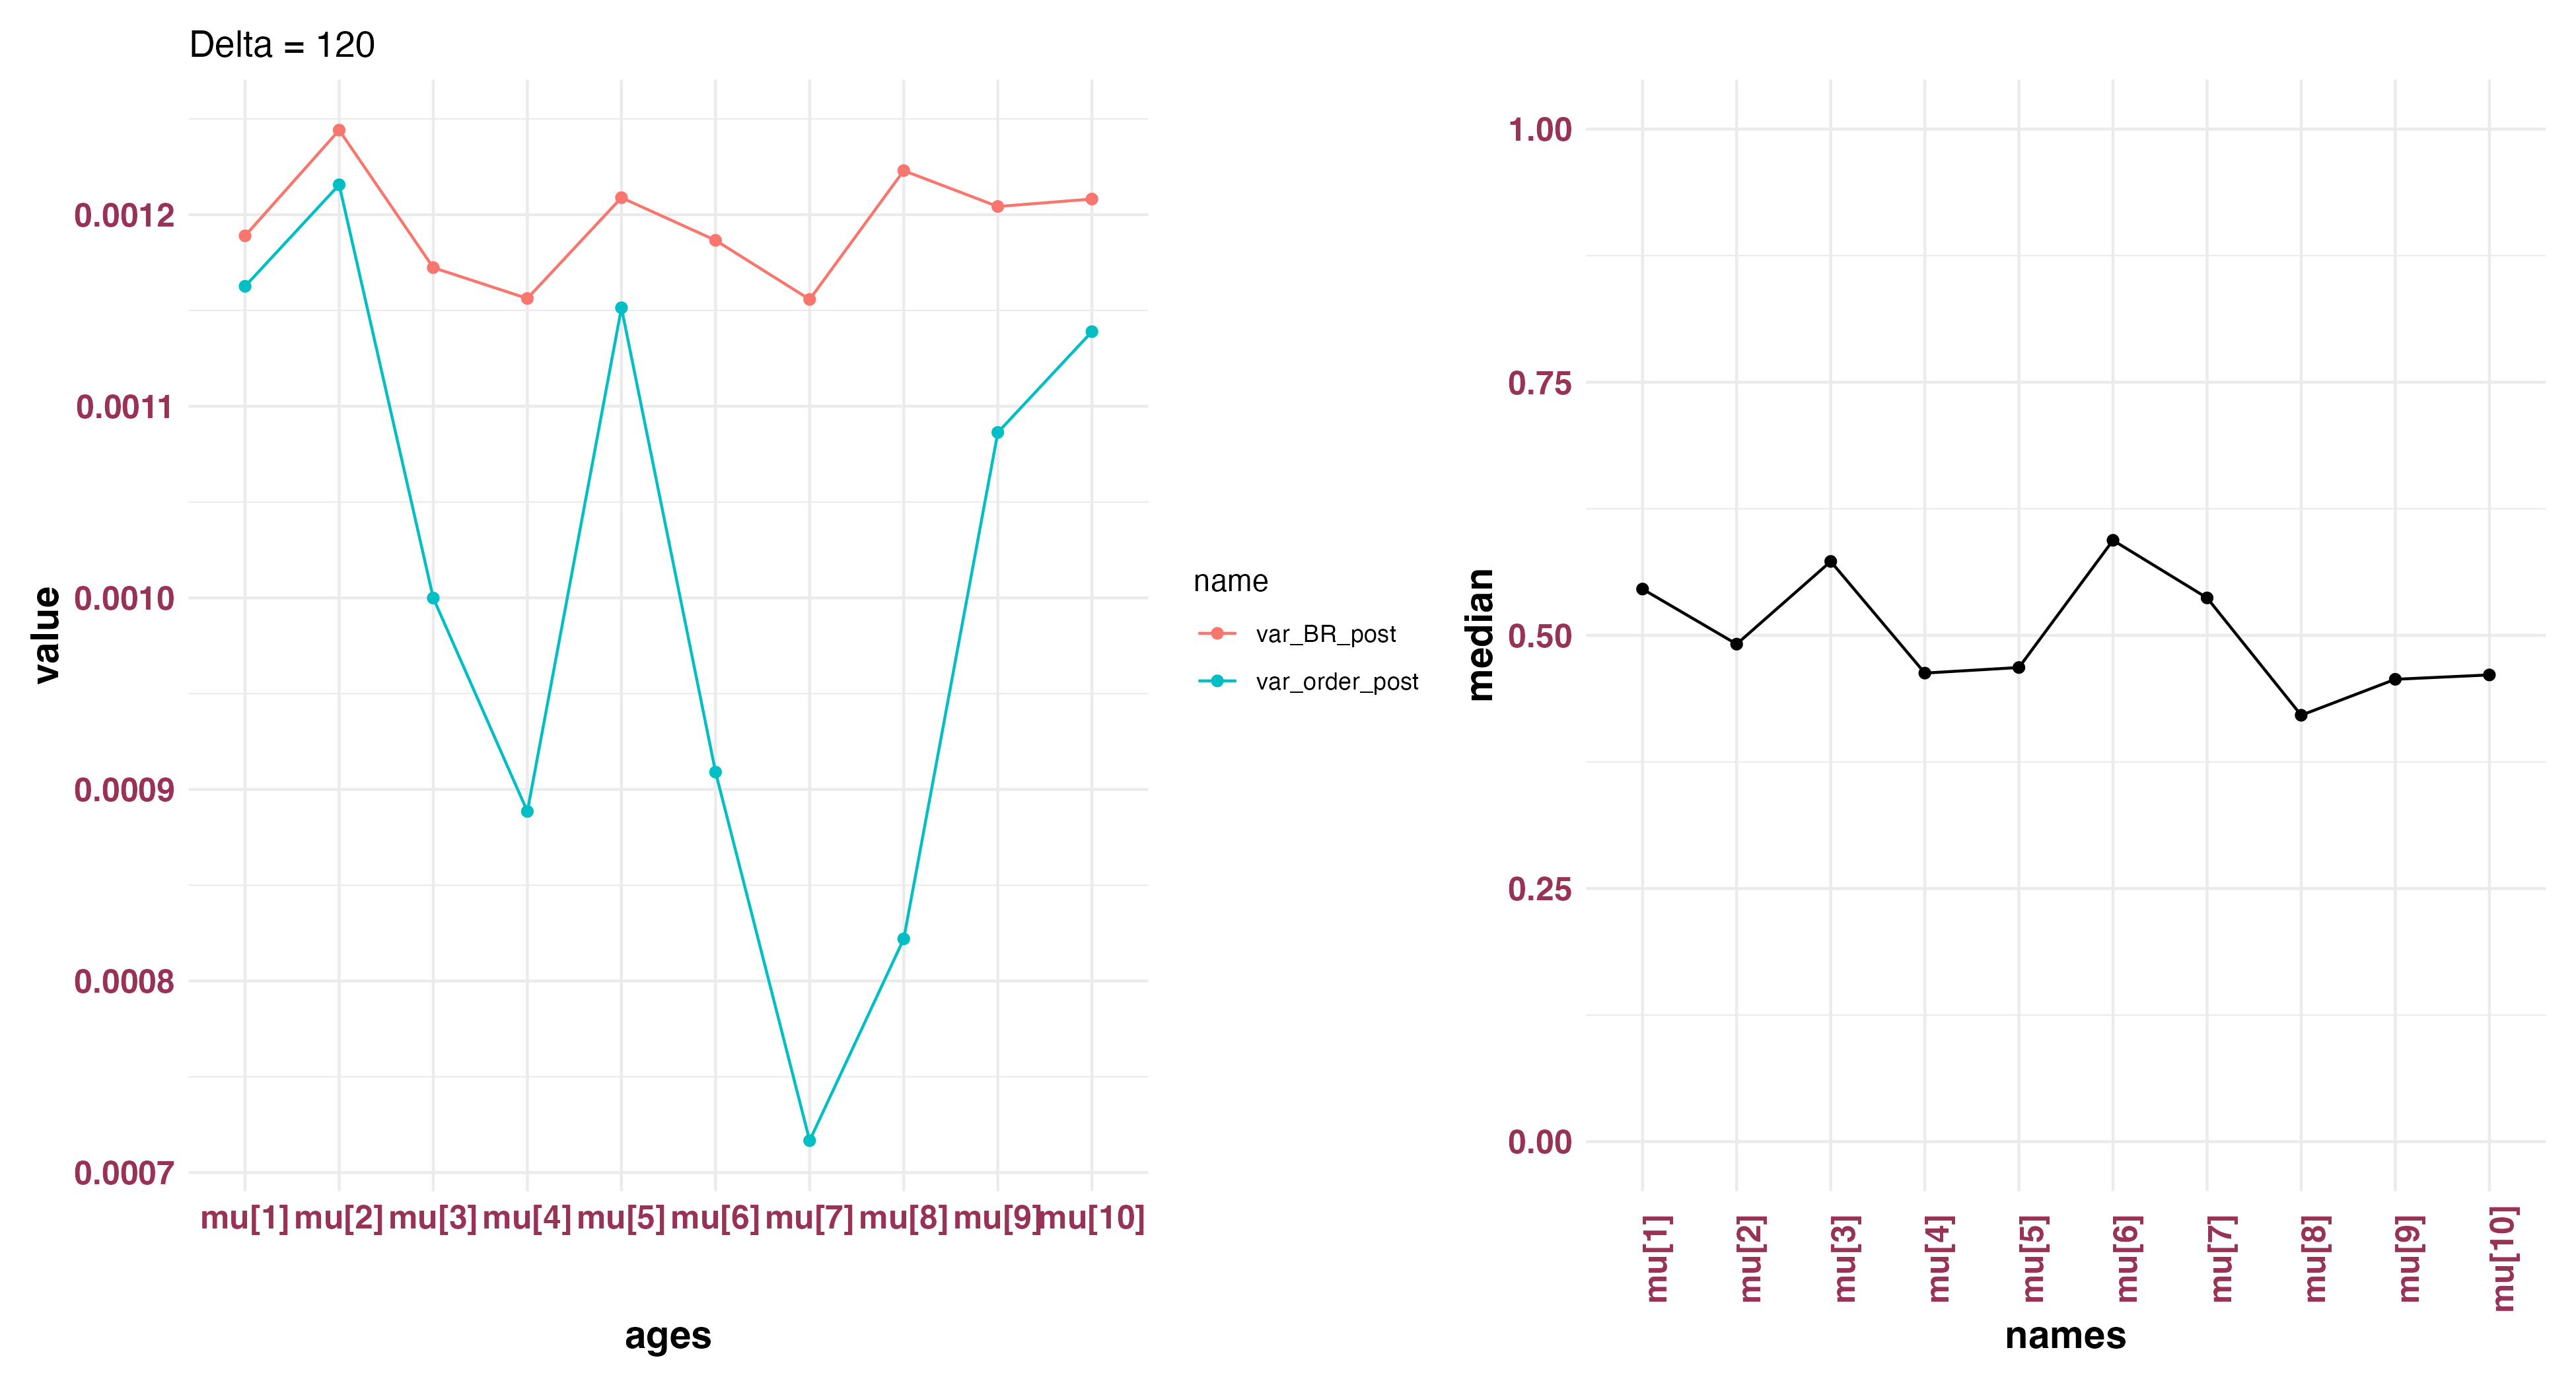 Delta = 120
value
0.0012
0.0011
0.0010
0.0009
0.0008
0.0007
mu[1] mu[2] mu[3] mu[4] mu[5] mu[6] mu[7] mu[8] mu[9] mu[10]
ages
name
var_BR_post
var_order_post
median
1.00
0.75
0.50
0.25
0.00
mu[1]
mu[2]
mu[3]
mu[4]
mu[5]
mu[6]
mu[7]
mu[8]
mu[9]
mu[10]
names